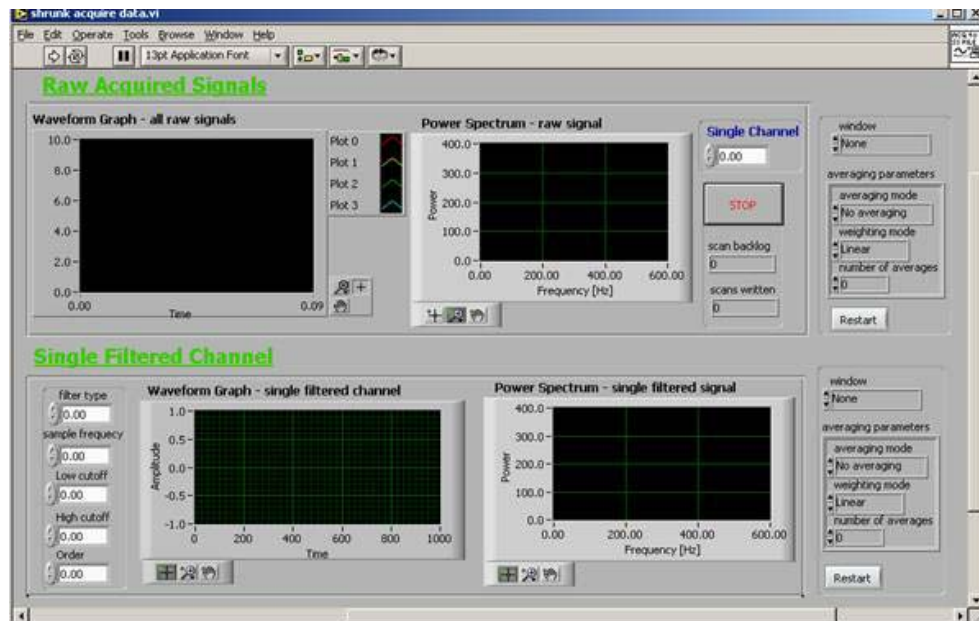 shrunk acquire data.vi
File Edit Operate Tools Browse Window Help
13pt Application Font
Raw Acquired Signals
Waveform Graph - all raw signals
10.0
8.0
6.0
4.0
2.0
0.0
0.00
0.09
Time
Plot 0
Plot 1
Plot 2
Plot 3
Power Spectrum - raw signal
Power
400.0
300.0
200.0
100.0
0.0
0.00 200.00 400.00 600.00
Frequency [Hz]
Single Channel
0.00
STOP
scan backlog
0
scans written
0
window
None
averaging parameters
averaging mode
No averaging
weighting mode
Linear
number of averages
0
Restart
Single Filtered Channel
filter type
0.00
sample frequecy
0.00
Low cutoff
0.00
High cutoff
0.00
Order
0.00
Waveform Graph - single filtered channel
Amplitude
1.0
0.5
0.0
-0.5
-1.0
0 200 400 600 800 1000
Time
Power Spectrum - single filtered signal
Power
400.0
300.0
200.0
100.0
0.0
0.00 200.00 400.00 600.00
Frequency [Hz]
window
None
averaging parameters
averaging mode
No averaging
weighting mode
Linear
number of averages
0
Restart